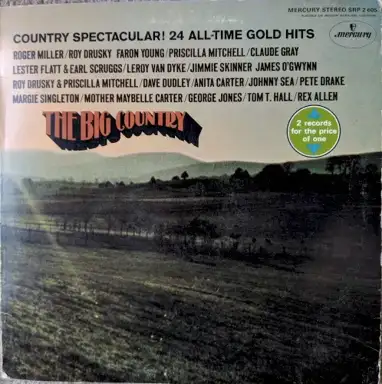 MERCURY STEREO SRP 2 605
COUNTRY SPECTACULAR! 24 ALL-TIME GOLD HITS
mercury
ROGER MILLER/ROY DRUSKY FARON YOUNG/PRISCILLA MITCHELL/CLAUDE GRAY
LESTER FLATT & EARL SCRUGGS/LEROY VAN DYKE/JIMMIE SKINNER JAMES O'GWYNN
ROY DRUSKY & PRISCILLA MITCHELL/DAVE DUDLEY/ANITA CARTER/JOHNNY SEA/PETE DRAKE
MARGIE SINGLETON/MOTHER MAYBELLE CARTER/GEORGE JONES/TOM T. HALL/REX ALLEN
THE BIG COUNTRY
2 records
for the price
of one